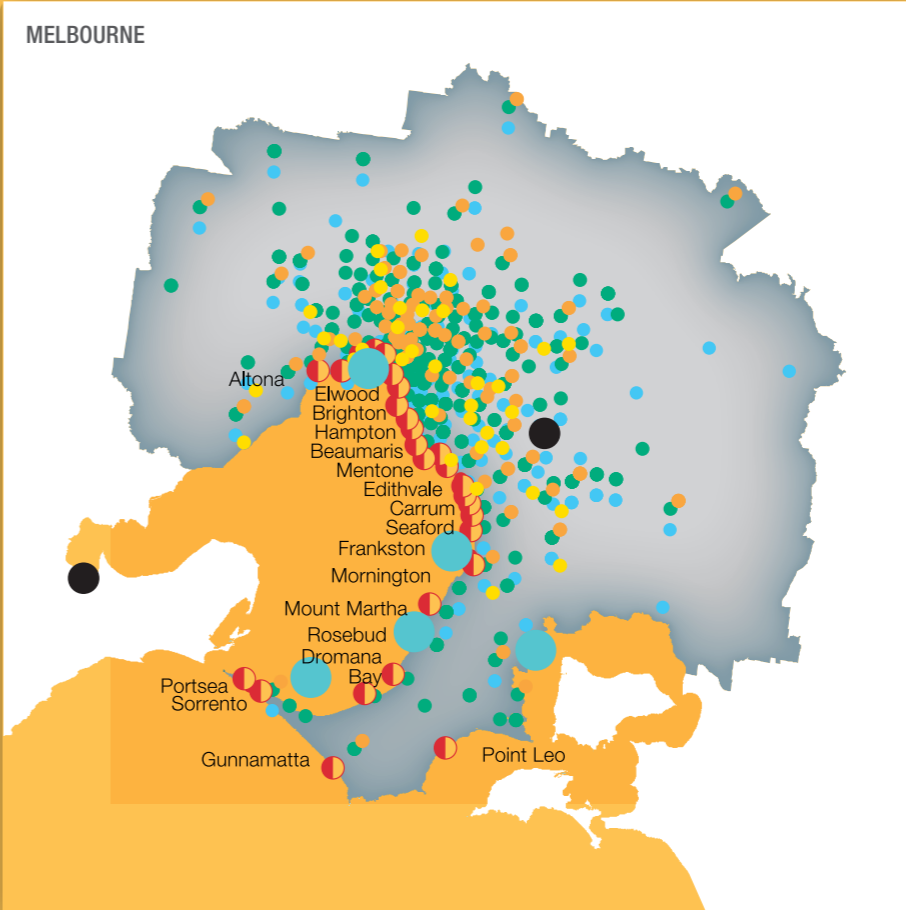 MELBOURNE
Altona
Elwood
Brighton
Hampton
Beaumaris
Mentone
Edithvale
Carrum
Seaford
Frankston
Mornington
Mount Martha
Rosebud
Dromana
Bay
Portsea
Sorrento
Gunnamatta
Point Leo